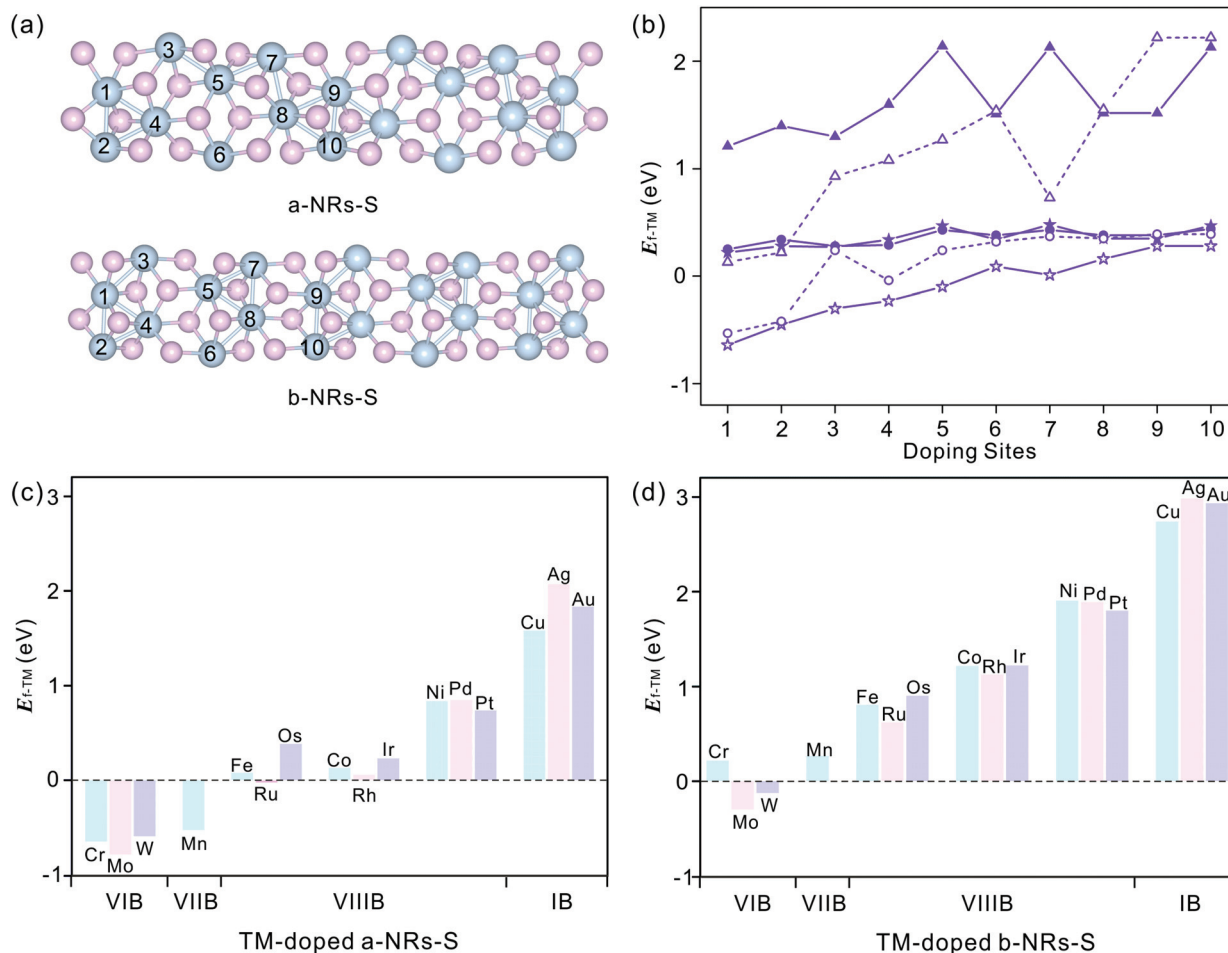 (a)
3
7
1
5
9
4
8
2
6
10
a-NRs-S
3
7
1
5
9
4
8
2
6
10
b-NRs-S
(b)
2
1
0
-1
E_f-TM (eV)
1 2 3 4 5 6 7 8 9 10
Doping Sites
(c)
3
2
1
0
-1
E_f-TM (eV)
Cr
Mo
W
Mn
Fe
Ru
Os
Co
Rh
Ir
Ni
Pd
Pt
Cu
Ag
Au
VIB VIIB VIIIB IB
TM-doped a-NRs-S
(d)
3
2
1
0
-1
E_f-TM (eV)
Cr
Mo
W
Mn
Fe
Ru
Os
Co
Rh
Ir
Ni
Pd
Pt
Cu
Ag
Au
VIB VIIB VIIIB IB
TM-doped b-NRs-S